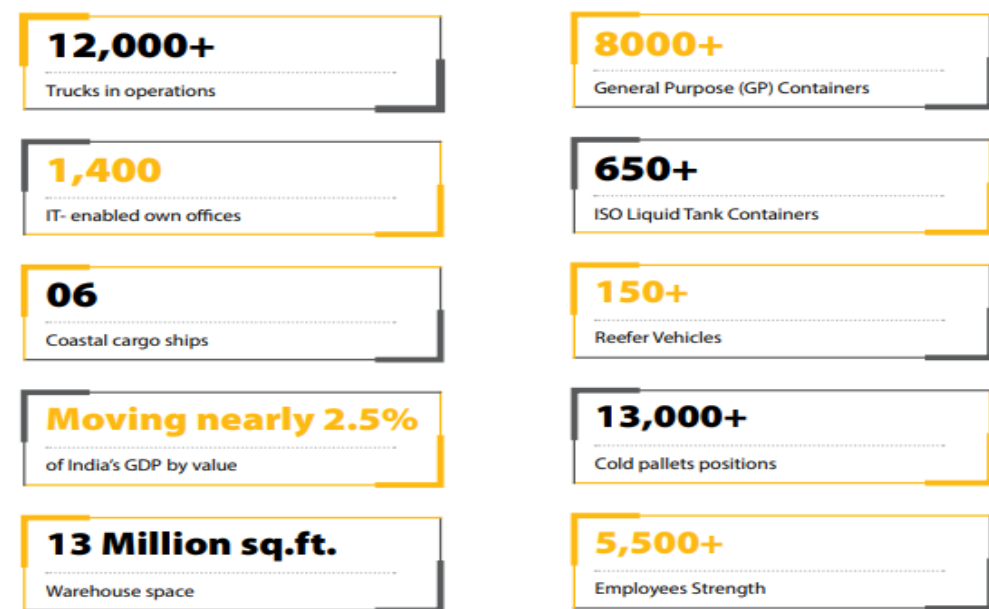 12,000+
Trucks in operations
1,400
IT- enabled own offices
06
Coastal cargo ships
Moving nearly 2.5%
of India's GDP by value
13 Million sq.ft.
Warehouse space
8000+
General Purpose (GP) Containers
650+
ISO Liquid Tank Containers
150+
Reefer Vehicles
13,000+
Cold pallets positions
5,500+
Employees Strength